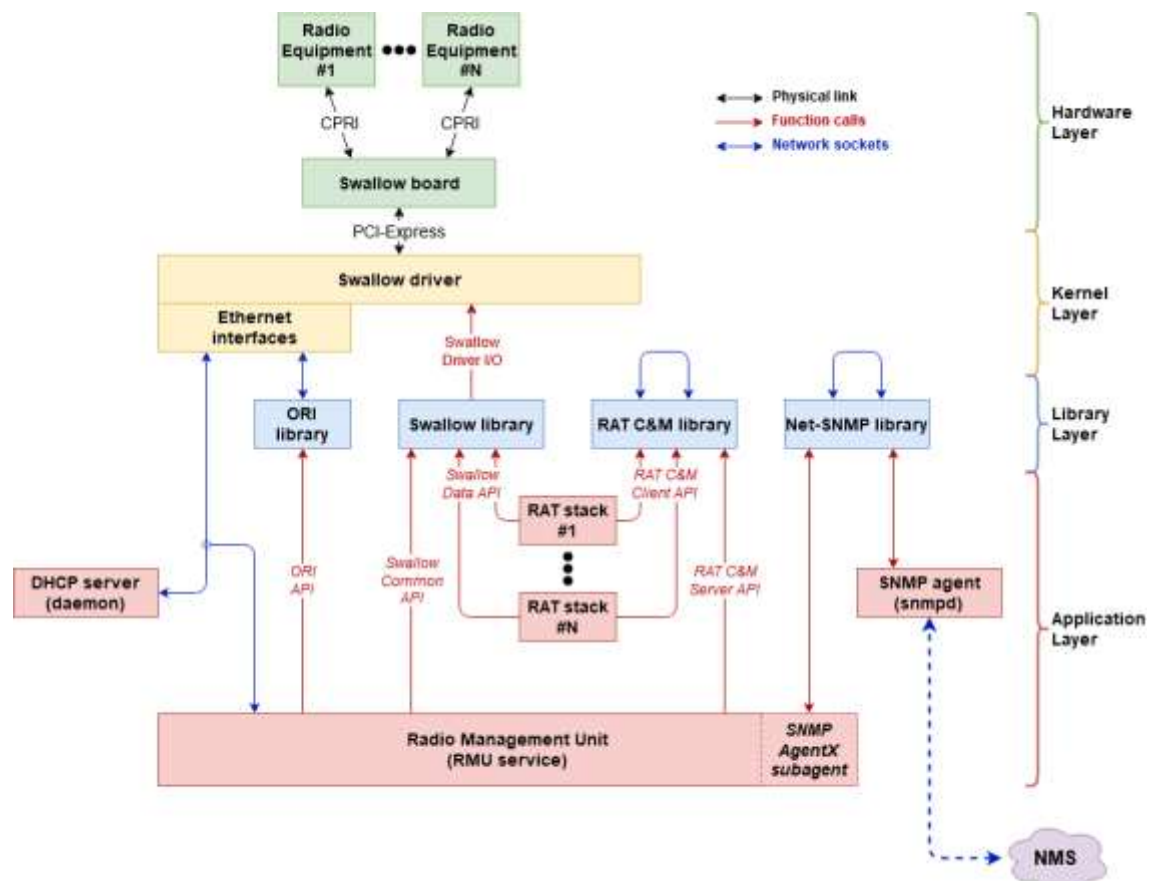 Radio
Equipment
#1
Radio
Equipment
#N
CPRI
CPRI
Physical link
Function calls
Network sockets
Hardware
Layer
Swallow board
PCI-Express
Swallow driver
Ethernet
interfaces
Kernel
Layer
Swallow
Driver I/O
ORI
library
Swallow library
RAT C&M library
Net-SNMP library
Library
Layer
Swallow
Data API
RAT C&M
Client API
RAT stack
#1
ORI
API
Swallow
Common
API
RAT C&M
Server API
DHCP server
(daemon)
RAT stack
#N
SNMP agent
(snmpd)
Application
Layer
Radio Management Unit
(RMU service)
SNMP
AgentX
subagent
NMS